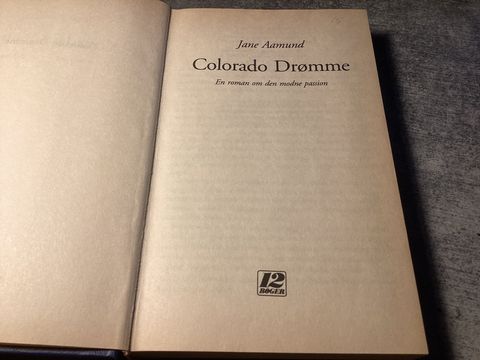 Jane Aamund
Colorado Drømme
En roman om den modne passion
12
BØGER